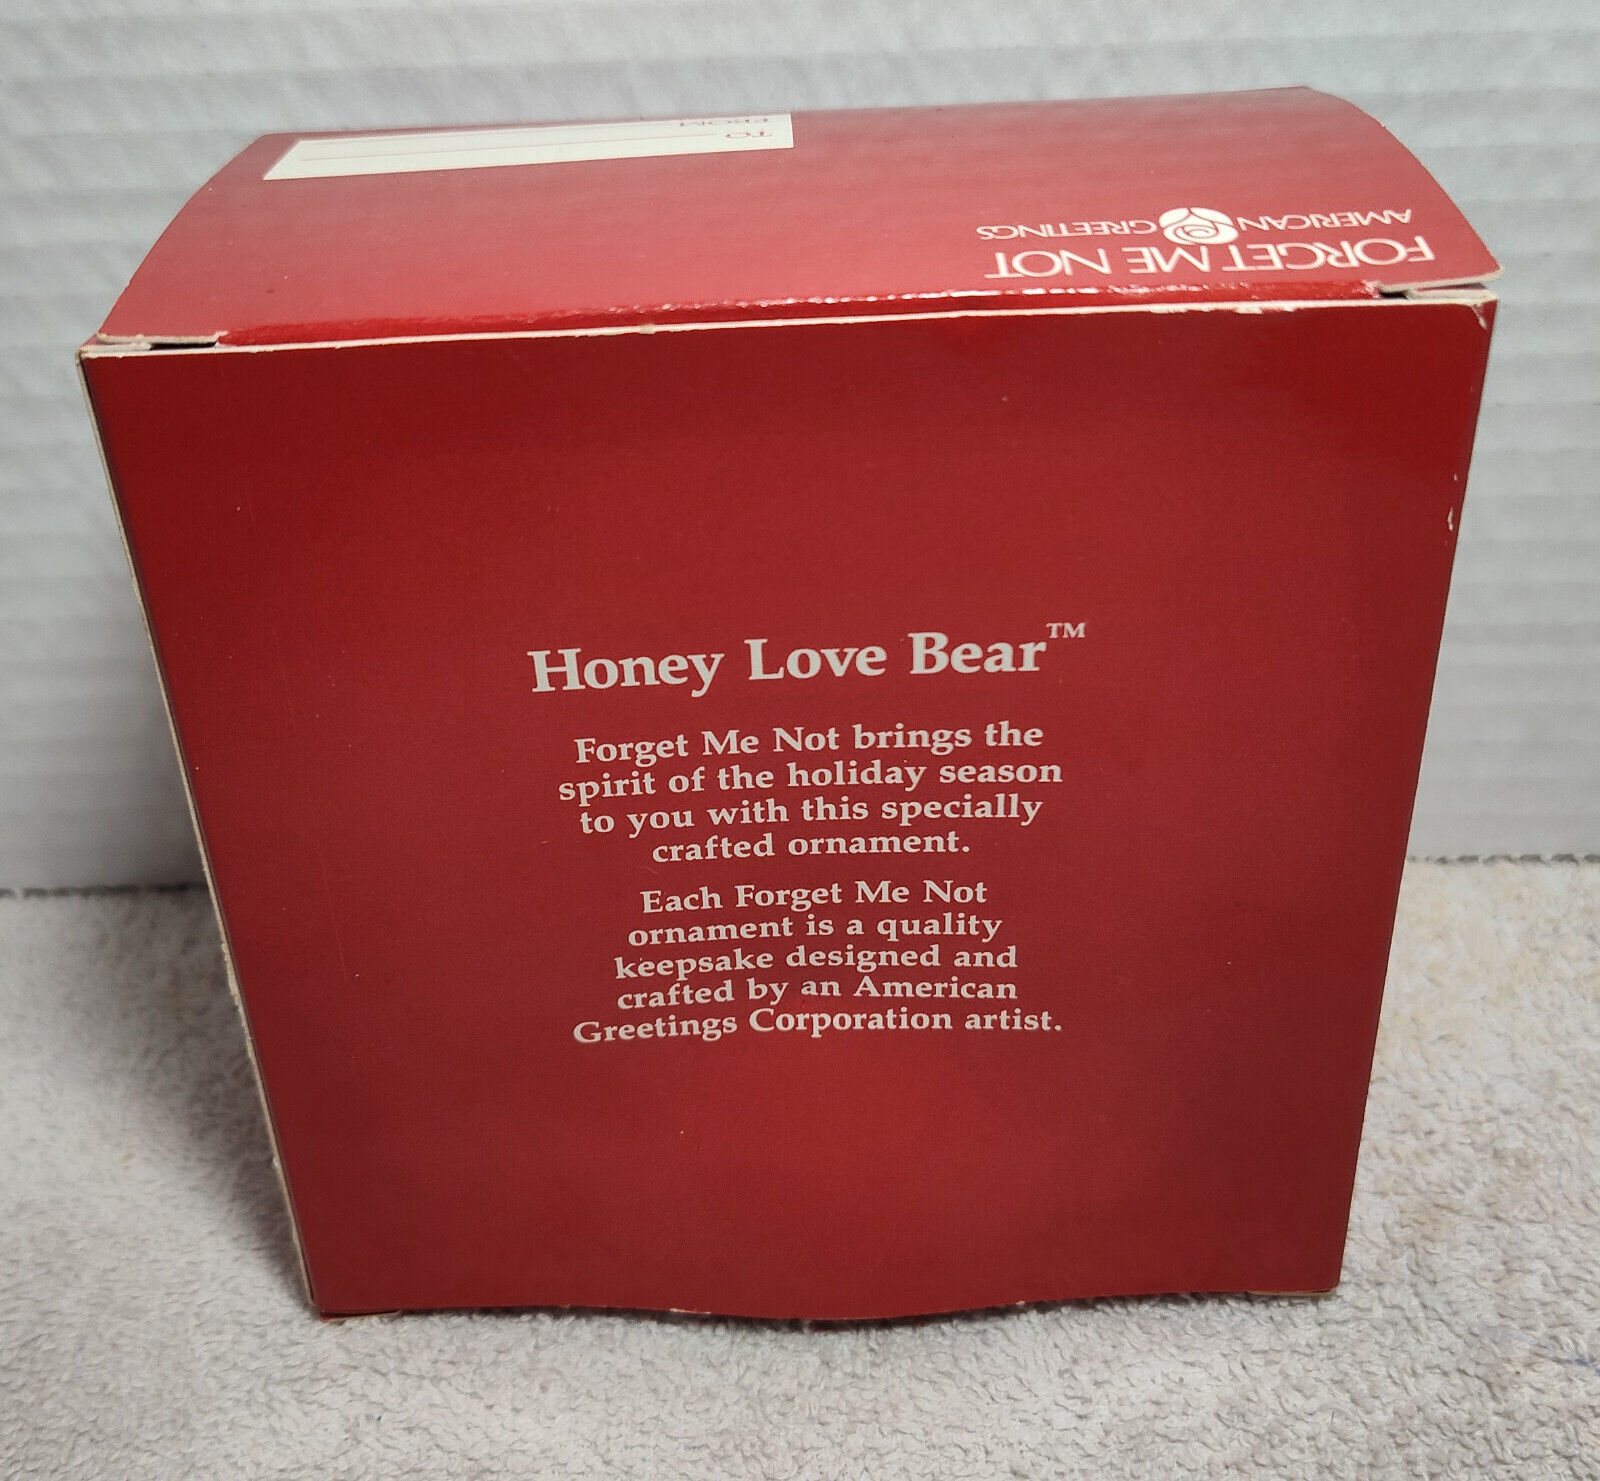 TO
FROM
FORGET ME NOT
AMERICAN GREETINGS
Honey Love Bear™
Forget Me Not brings the
spirit of the holiday season
to you with this specially
crafted ornament.
Each Forget Me Not
ornament is a quality
keepsake designed and
crafted by an American
Greetings Corporation artist.